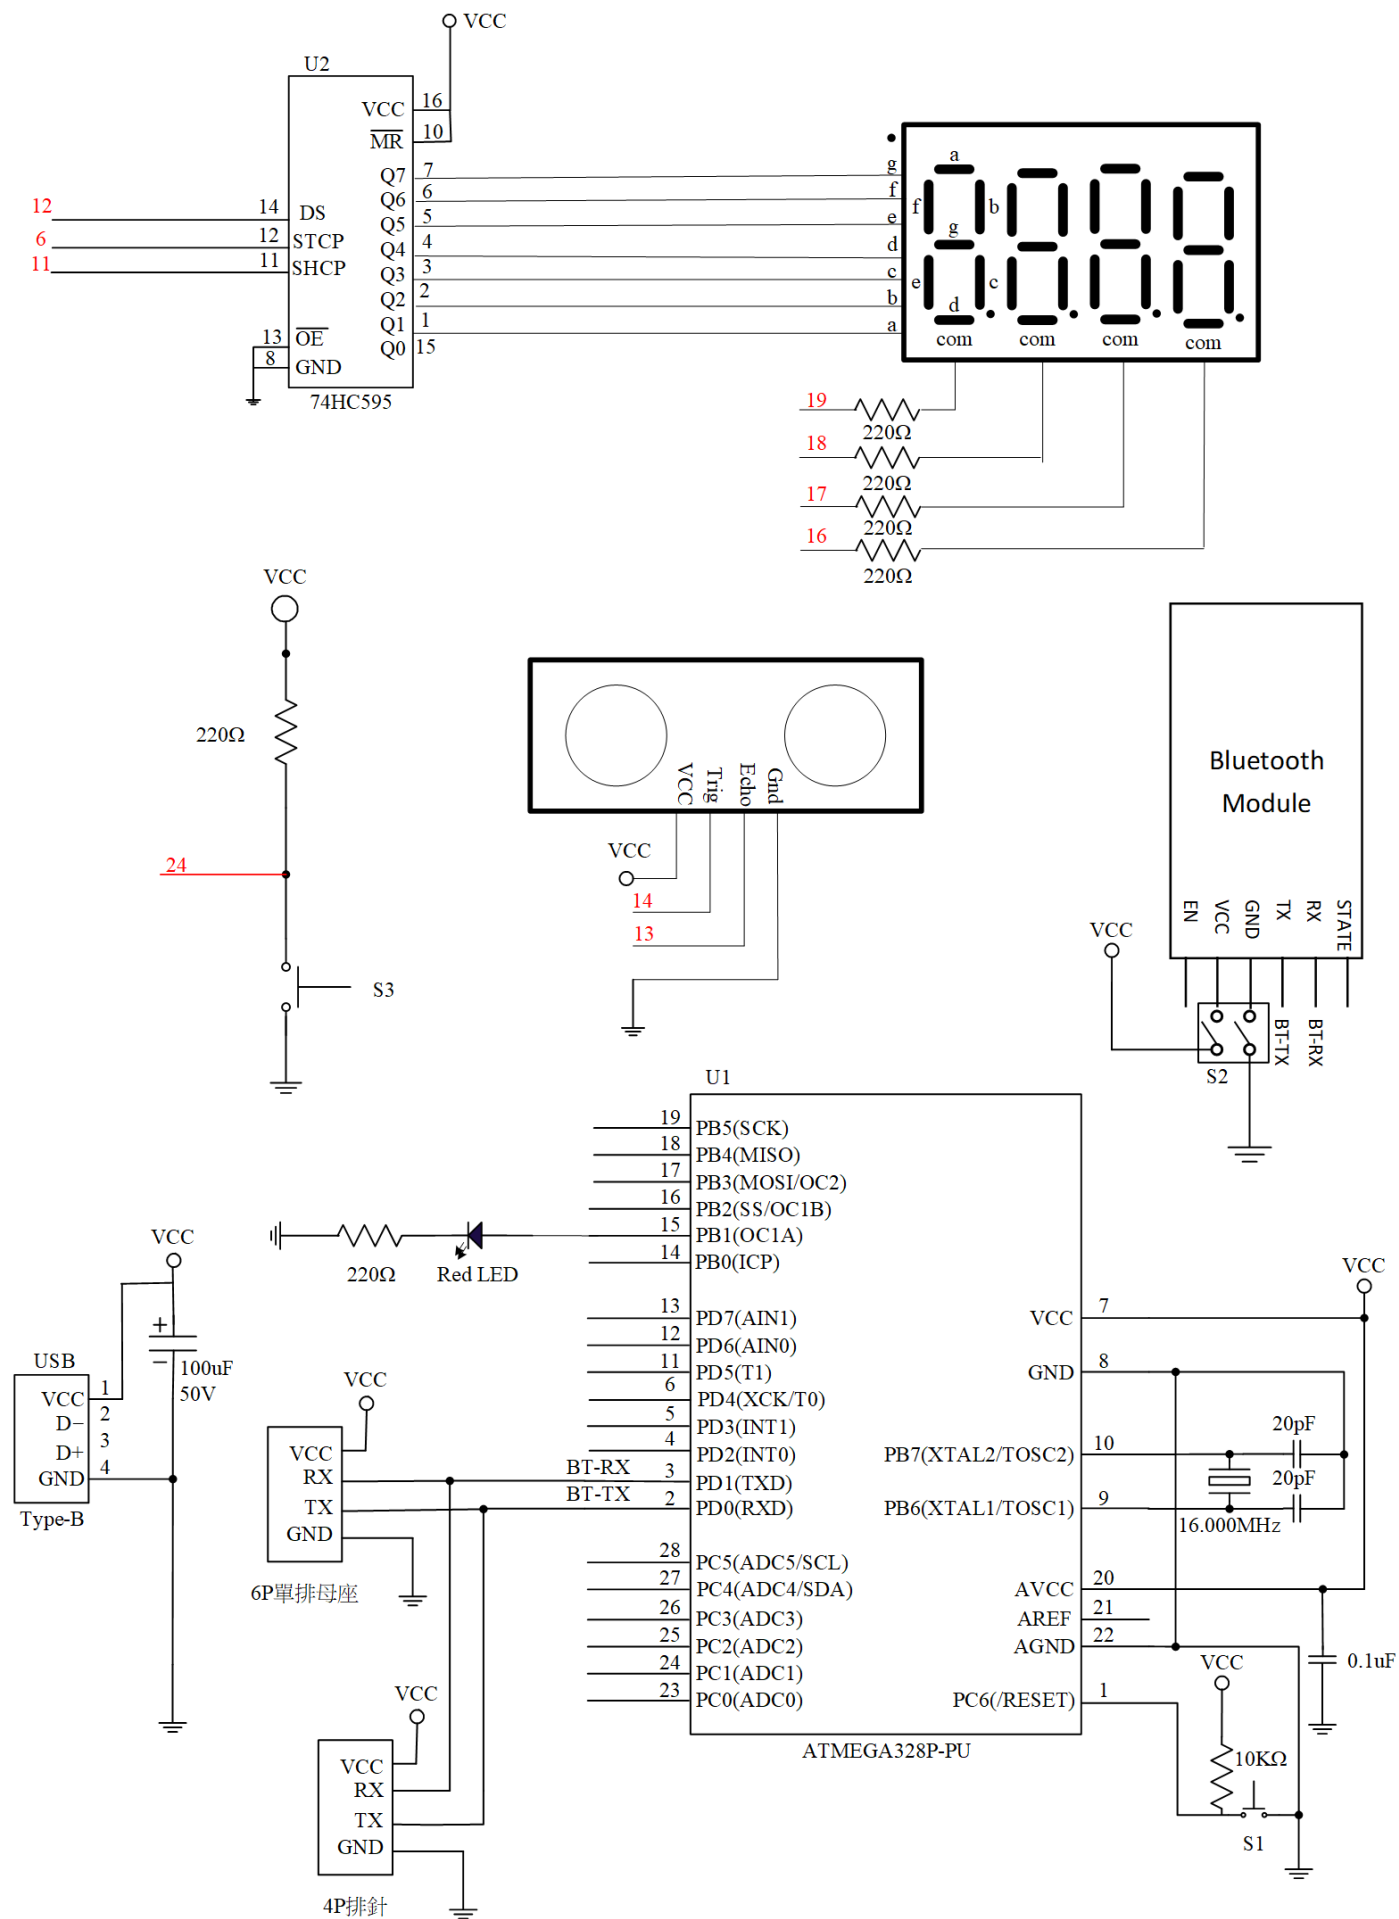 VCC
U2
VCC 16
MR 10
Q7 7
Q6 6
Q5 5
Q4 4
Q3 3
Q2 2
Q1 1
Q0 15
12 14 DS
6 12 STCP
11 11 SHCP
13 OE
8 GND
74HC595
g
f
e
d
c
b
a
a
f b
g
e c
d
com com com com
19
220Ω
18
220Ω
17
220Ω
16
220Ω
VCC
220Ω
24
S3
VCC
Trig
Echo
Gnd
VCC
14
13
Bluetooth
Module
EN
VCC
GND
TX
RX
STATE
VCC
BT-TX
BT-RX
S2
U1
19 PB5(SCK)
18 PB4(MISO)
17 PB3(MOSI/OC2)
16 PB2(SS/OC1B)
15 PB1(OC1A)
14 PB0(ICP)
220Ω
Red LED
13 PD7(AIN1)
12 PD6(AIN0)
11 PD5(T1)
6 PD4(XCK/T0)
5 PD3(INT1)
4 PD2(INT0)
BT-RX 3 PD1(TXD)
BT-TX 2 PD0(RXD)
28 PC5(ADC5/SCL)
27 PC4(ADC4/SDA)
26 PC3(ADC3)
25 PC2(ADC2)
24 PC1(ADC1)
23 PC0(ADC0)
VCC 7
GND 8
PB7(XTAL2/TOSC2) 10
PB6(XTAL1/TOSC1) 9
AVCC 20
AREF 21
AGND 22
PC6(/RESET) 1
ATMEGA328P-PU
VCC
20pF
20pF
16.000MHz
0.1uF
VCC
10KΩ
S1
VCC
+
−
100uF
50V
USB
VCC 1
D− 2
D+ 3
GND 4
Type-B
VCC
VCC
RX
TX
GND
6P單排母座
VCC
VCC
RX
TX
GND
4P排針